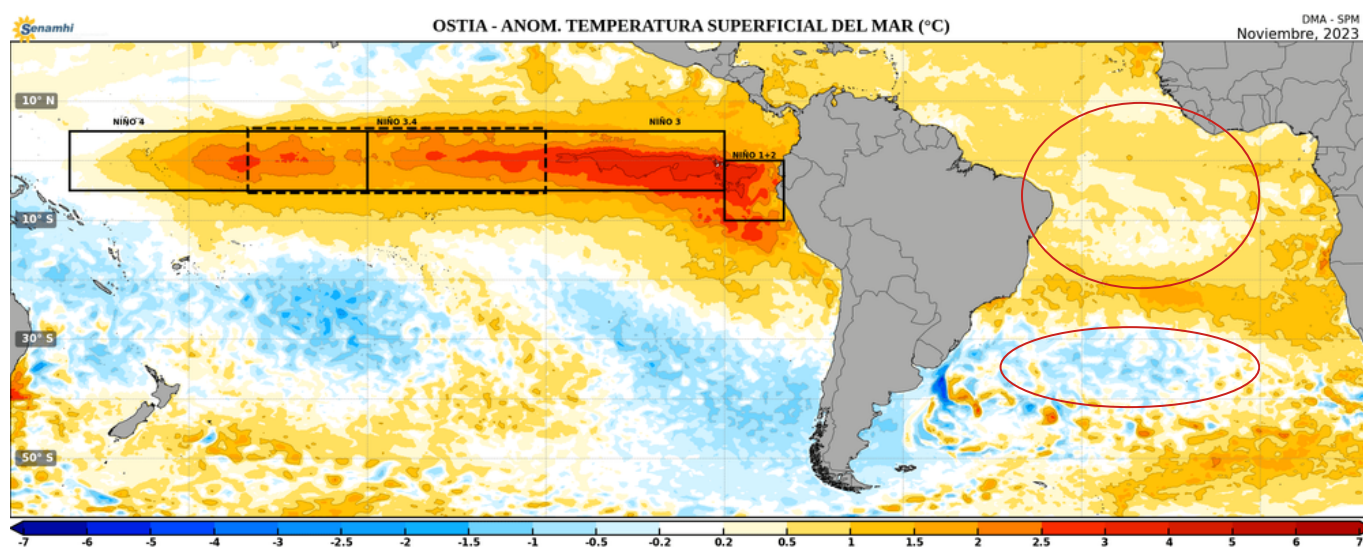 Senamhi
OSTIA - ANOM. TEMPERATURA SUPERFICIAL DEL MAR (°C)
DMA - SPM
Noviembre, 2023
10° N
NIÑO 4
NIÑO 3.4
NIÑO 3
NIÑO 1+2
10° S
30° S
50° S
-7 -6 -5 -4 -3 -2.5 -2 -1.5 -1 -0.5 -0.2 0.2 0.5 1 1.5 2 2.5 3 4 5 6 7